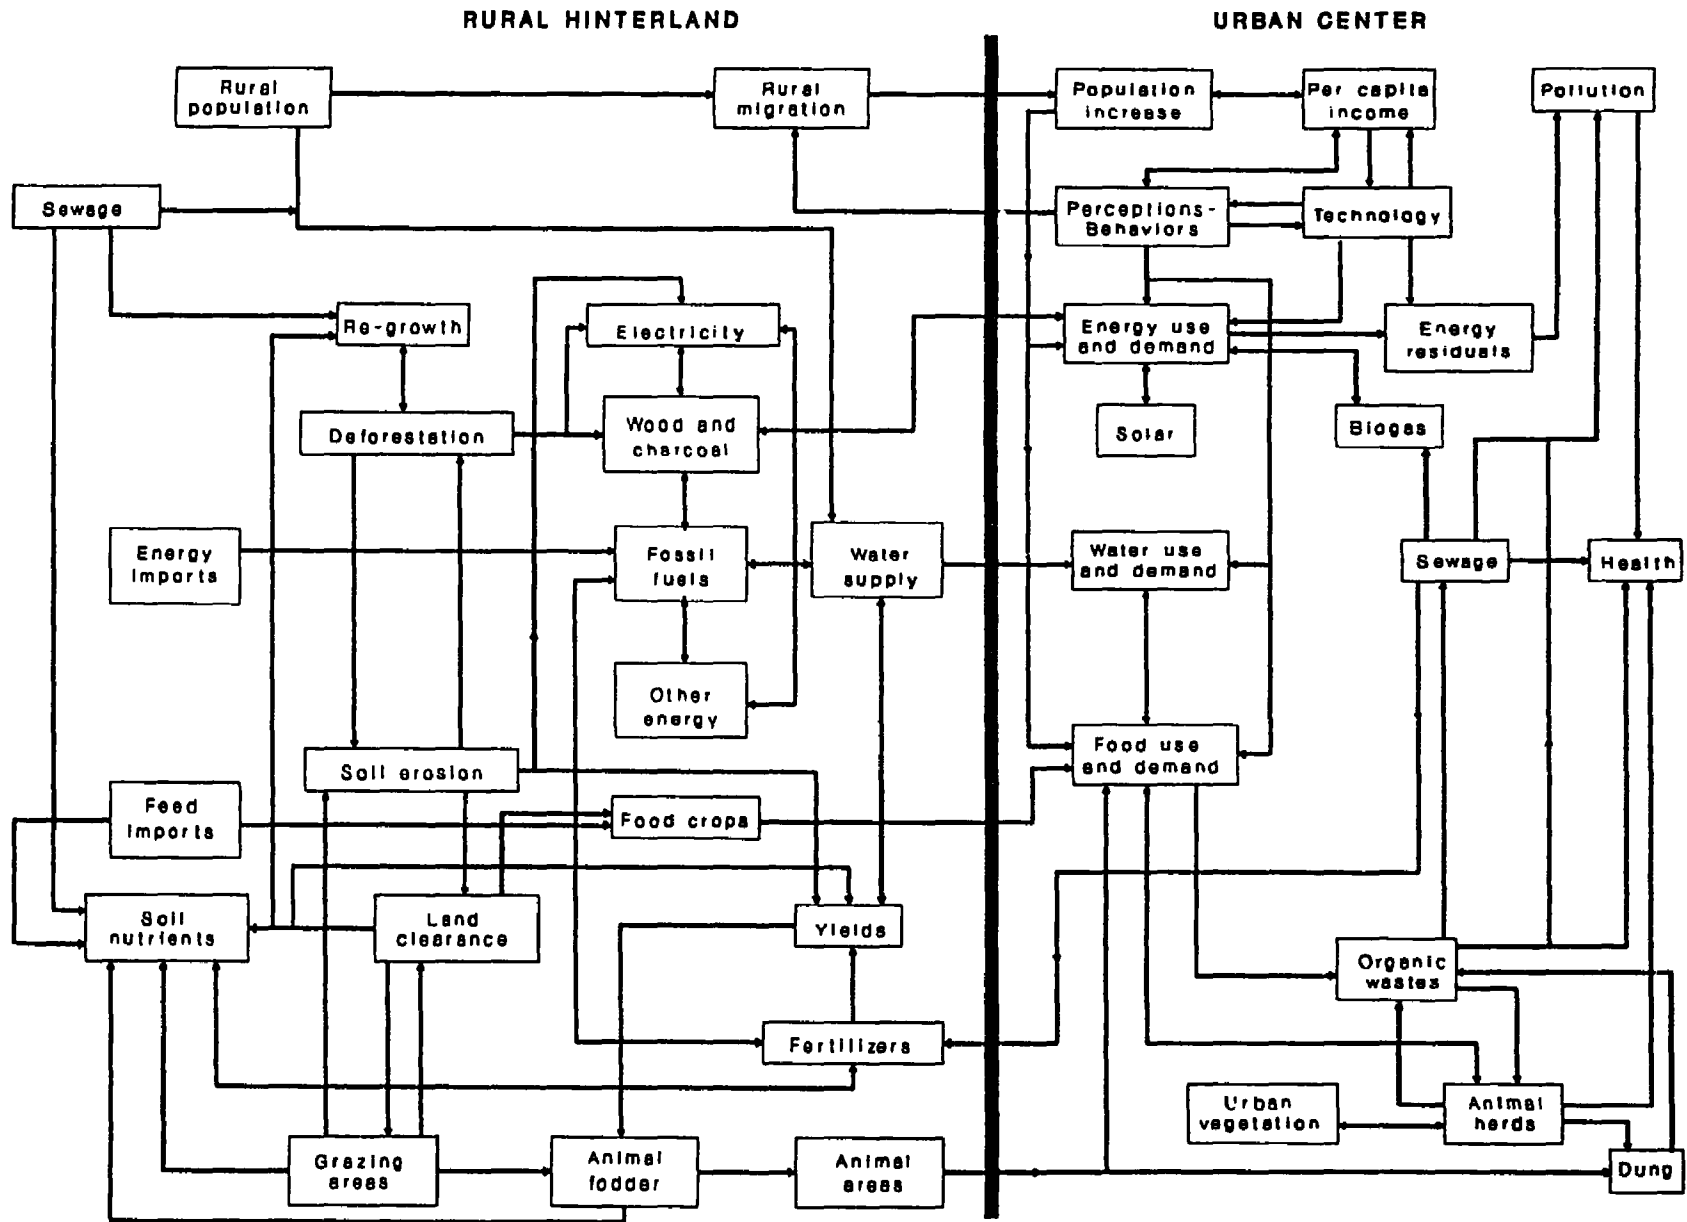 RURAL HINTERLAND
URBAN CENTER
Rural
population
Rural
migration
Population
increase
Per capita
income
Pollution
Sewage
Perceptions-
Behaviors
Technology
Re-growth
Electricity
Energy use
and demand
Energy
residuals
Deforestation
Wood and
charcoal
Solar
Biogas
Energy
imports
Fossil
fuels
Water
supply
Water use
and demand
Sewage
Health
Other
energy
Soil erosion
Food use
and demand
Feed
imports
Food crops
Soil
nutrients
Land
clearance
Yields
Organic
wastes
Fertilizers
Urban
vegetation
Animal
herds
Grazing
areas
Animal
fodder
Animal
areas
Dung